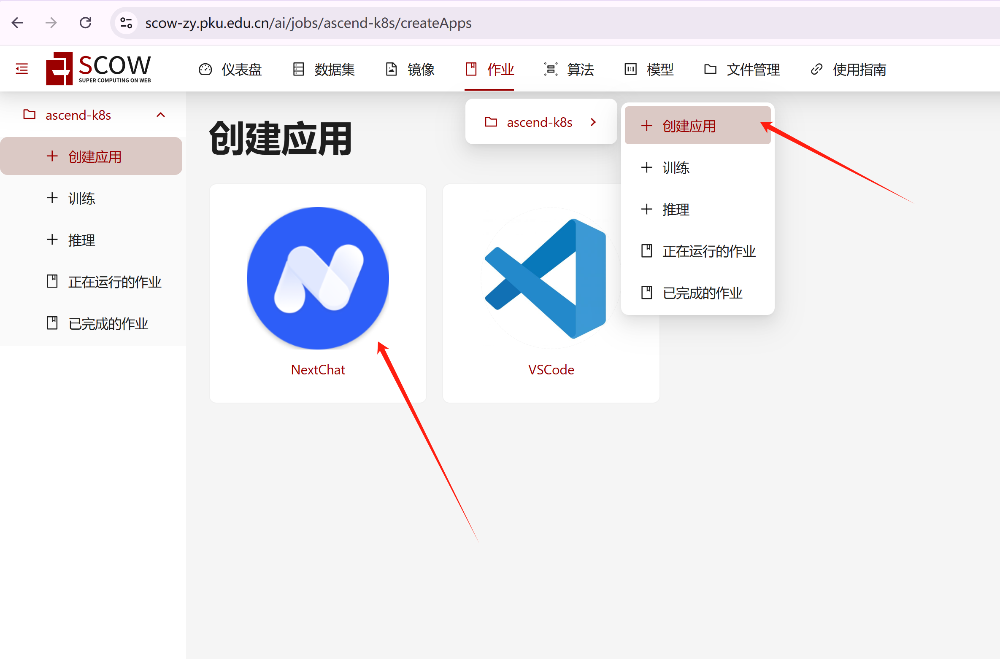 scow-zy.pku.edu.cn/ai/jobs/ascend-k8s/createApps
SCOW
SUPER COMPUTING ON WEB
仪表盘
数据集
镜像
作业
算法
模型
文件管理
使用指南
ascend-k8s
创建应用
训练
推理
正在运行的作业
已完成的作业
创建应用
NextChat
VSCode
ascend-k8s
创建应用
训练
推理
正在运行的作业
已完成的作业